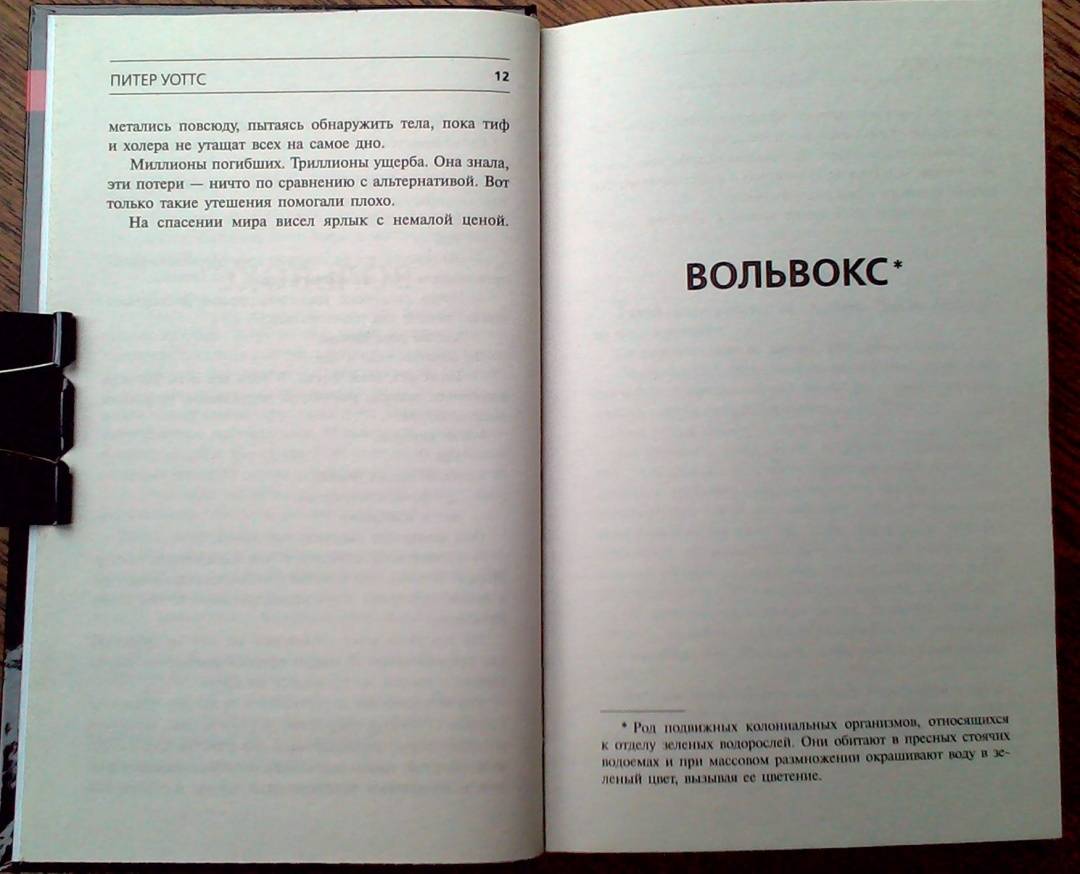 ПИТЕР УОТТС 12
метались повсюду, пытаясь обнаружить тела, пока тиф
и холера не утащат всех на самое дно.
Миллионы погибших. Триллионы ущерба. Она знала,
эти потери — ничто по сравнению с альтернативой. Вот
только такие утешения помогали плохо.
На спасении мира висел ярлык с немалой ценой.
ВОЛЬВОКС*
* Род подвижных колониальных организмов, относящихся
к отделу зеленых водорослей. Они обитают в пресных стоячих
водоемах и при массовом размножении окрашивают воду в зе-
леный цвет, вызывая ее цветение.